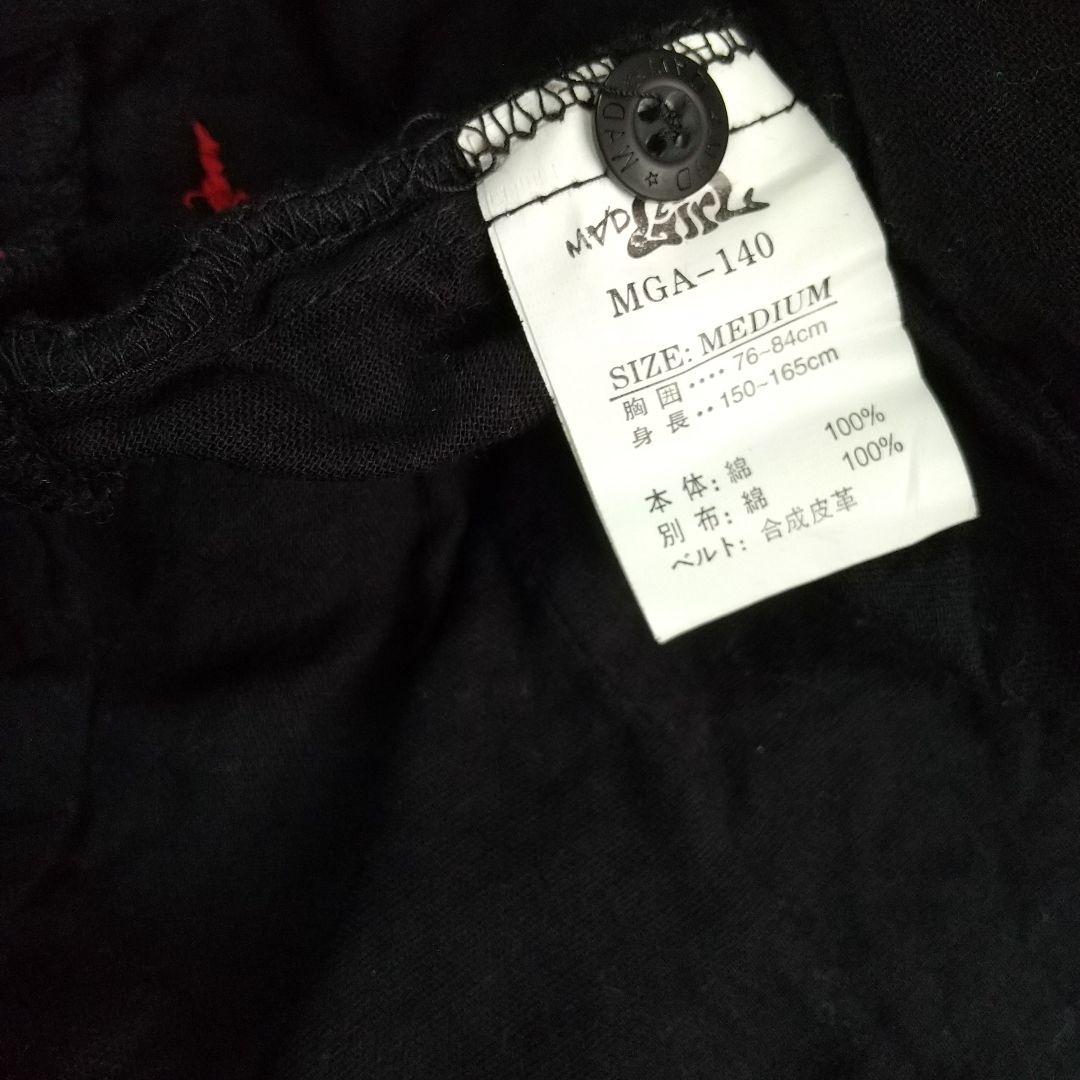 MAD
MAD
GIRL
MGA-140
SIZE: MEDIUM
胸囲‥‥76~84cm
身長‥150~165cm
本体:綿 100%
別布:綿 100%
ベルト:合成皮革